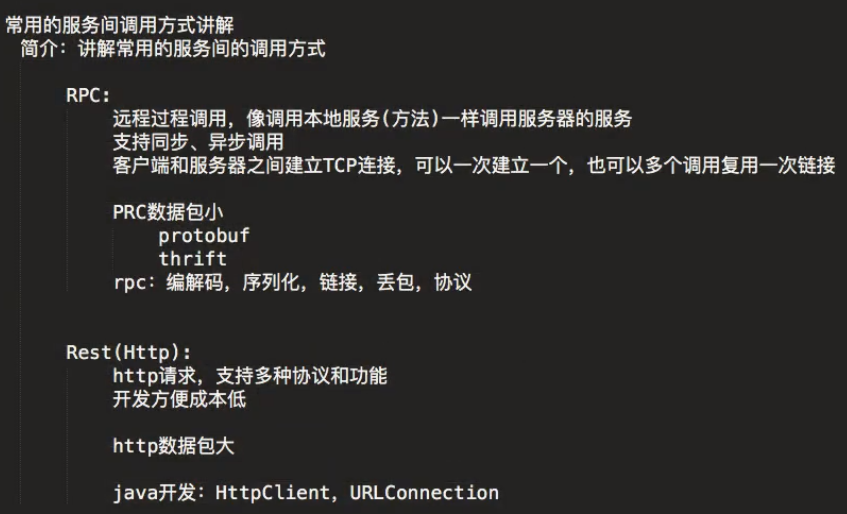 常用的服务间调用方式讲解
简介：讲解常用的服务间的调用方式
RPC:
远程过程调用，像调用本地服务(方法)一样调用服务器的服务
支持同步、异步调用
客户端和服务器之间建立TCP连接，可以一次建立一个，也可以多个调用复用一次链接
PRC数据包小
protobuf
thrift
rpc：编解码，序列化，链接，丢包，协议
Rest(Http):
http请求，支持多种协议和功能
开发方便成本低
http数据包大
java开发：HttpClient，URLConnection